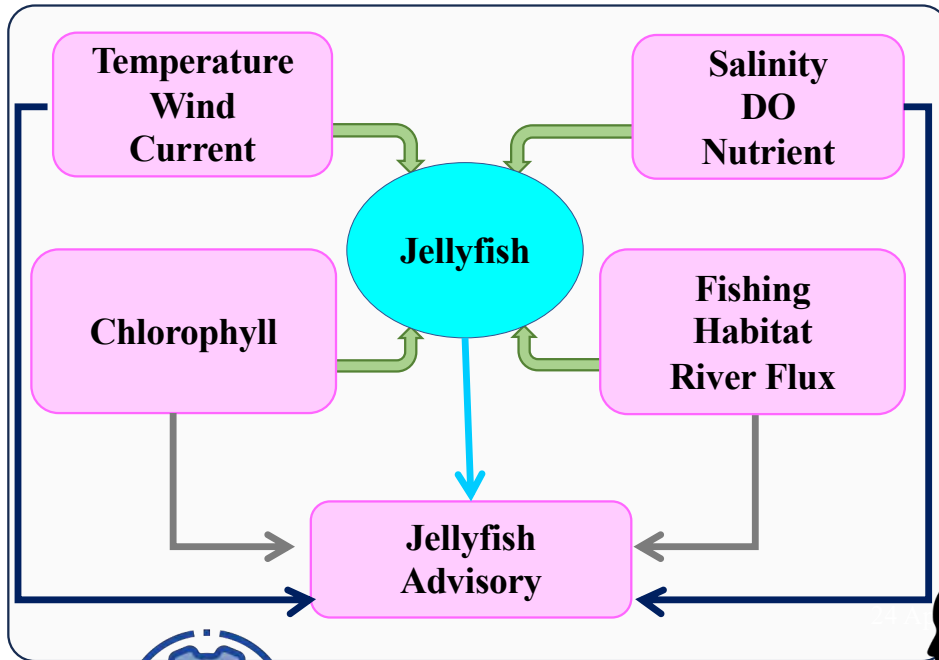 Temperature
Wind
Current
Salinity
DO
Nutrient
Jellyfish
Chlorophyll
Fishing
Habitat
River Flux
Jellyfish
Advisory